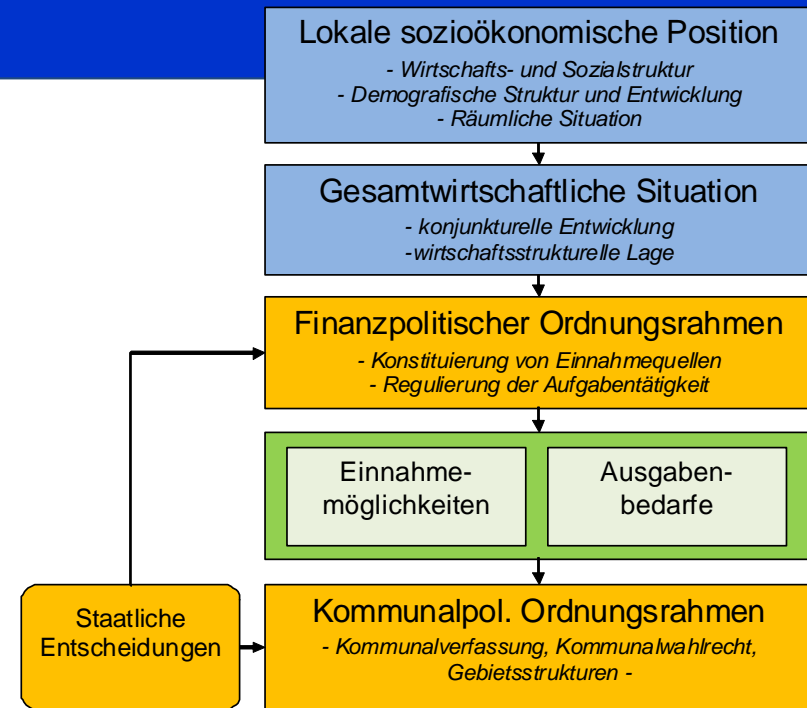 Lokale sozioökonomische Position
- Wirtschafts- und Sozialstruktur
- Demografische Struktur und Entwicklung
- Räumliche Situation
Gesamtwirtschaftliche Situation
- konjunkturelle Entwicklung
-wirtschaftsstrukturelle Lage
Finanzpolitischer Ordnungsrahmen
- Konstituierung von Einnahmequellen
- Regulierung der Aufgabentätigkeit
Einnahme-
möglichkeiten
Ausgaben-
bedarfe
Staatliche
Entscheidungen
Kommunalpol. Ordnungsrahmen
- Kommunalverfassung, Kommunalwahlrecht,
Gebietsstrukturen -